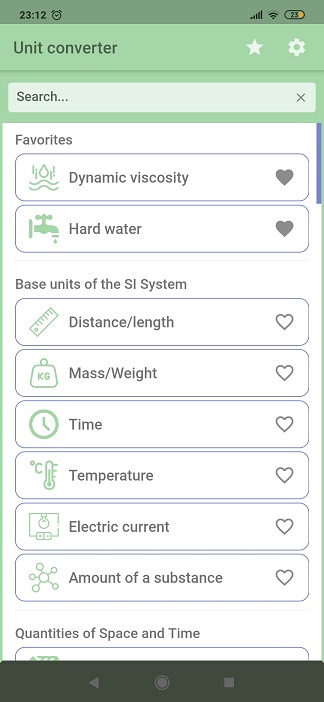 23:12
23
Unit converter
Search...
Favorites
Dynamic viscosity
Hard water
Base units of the SI System
Distance/length
KG
Mass/Weight
Time
°C
Temperature
Electric current
Amount of a substance
Quantities of Space and Time